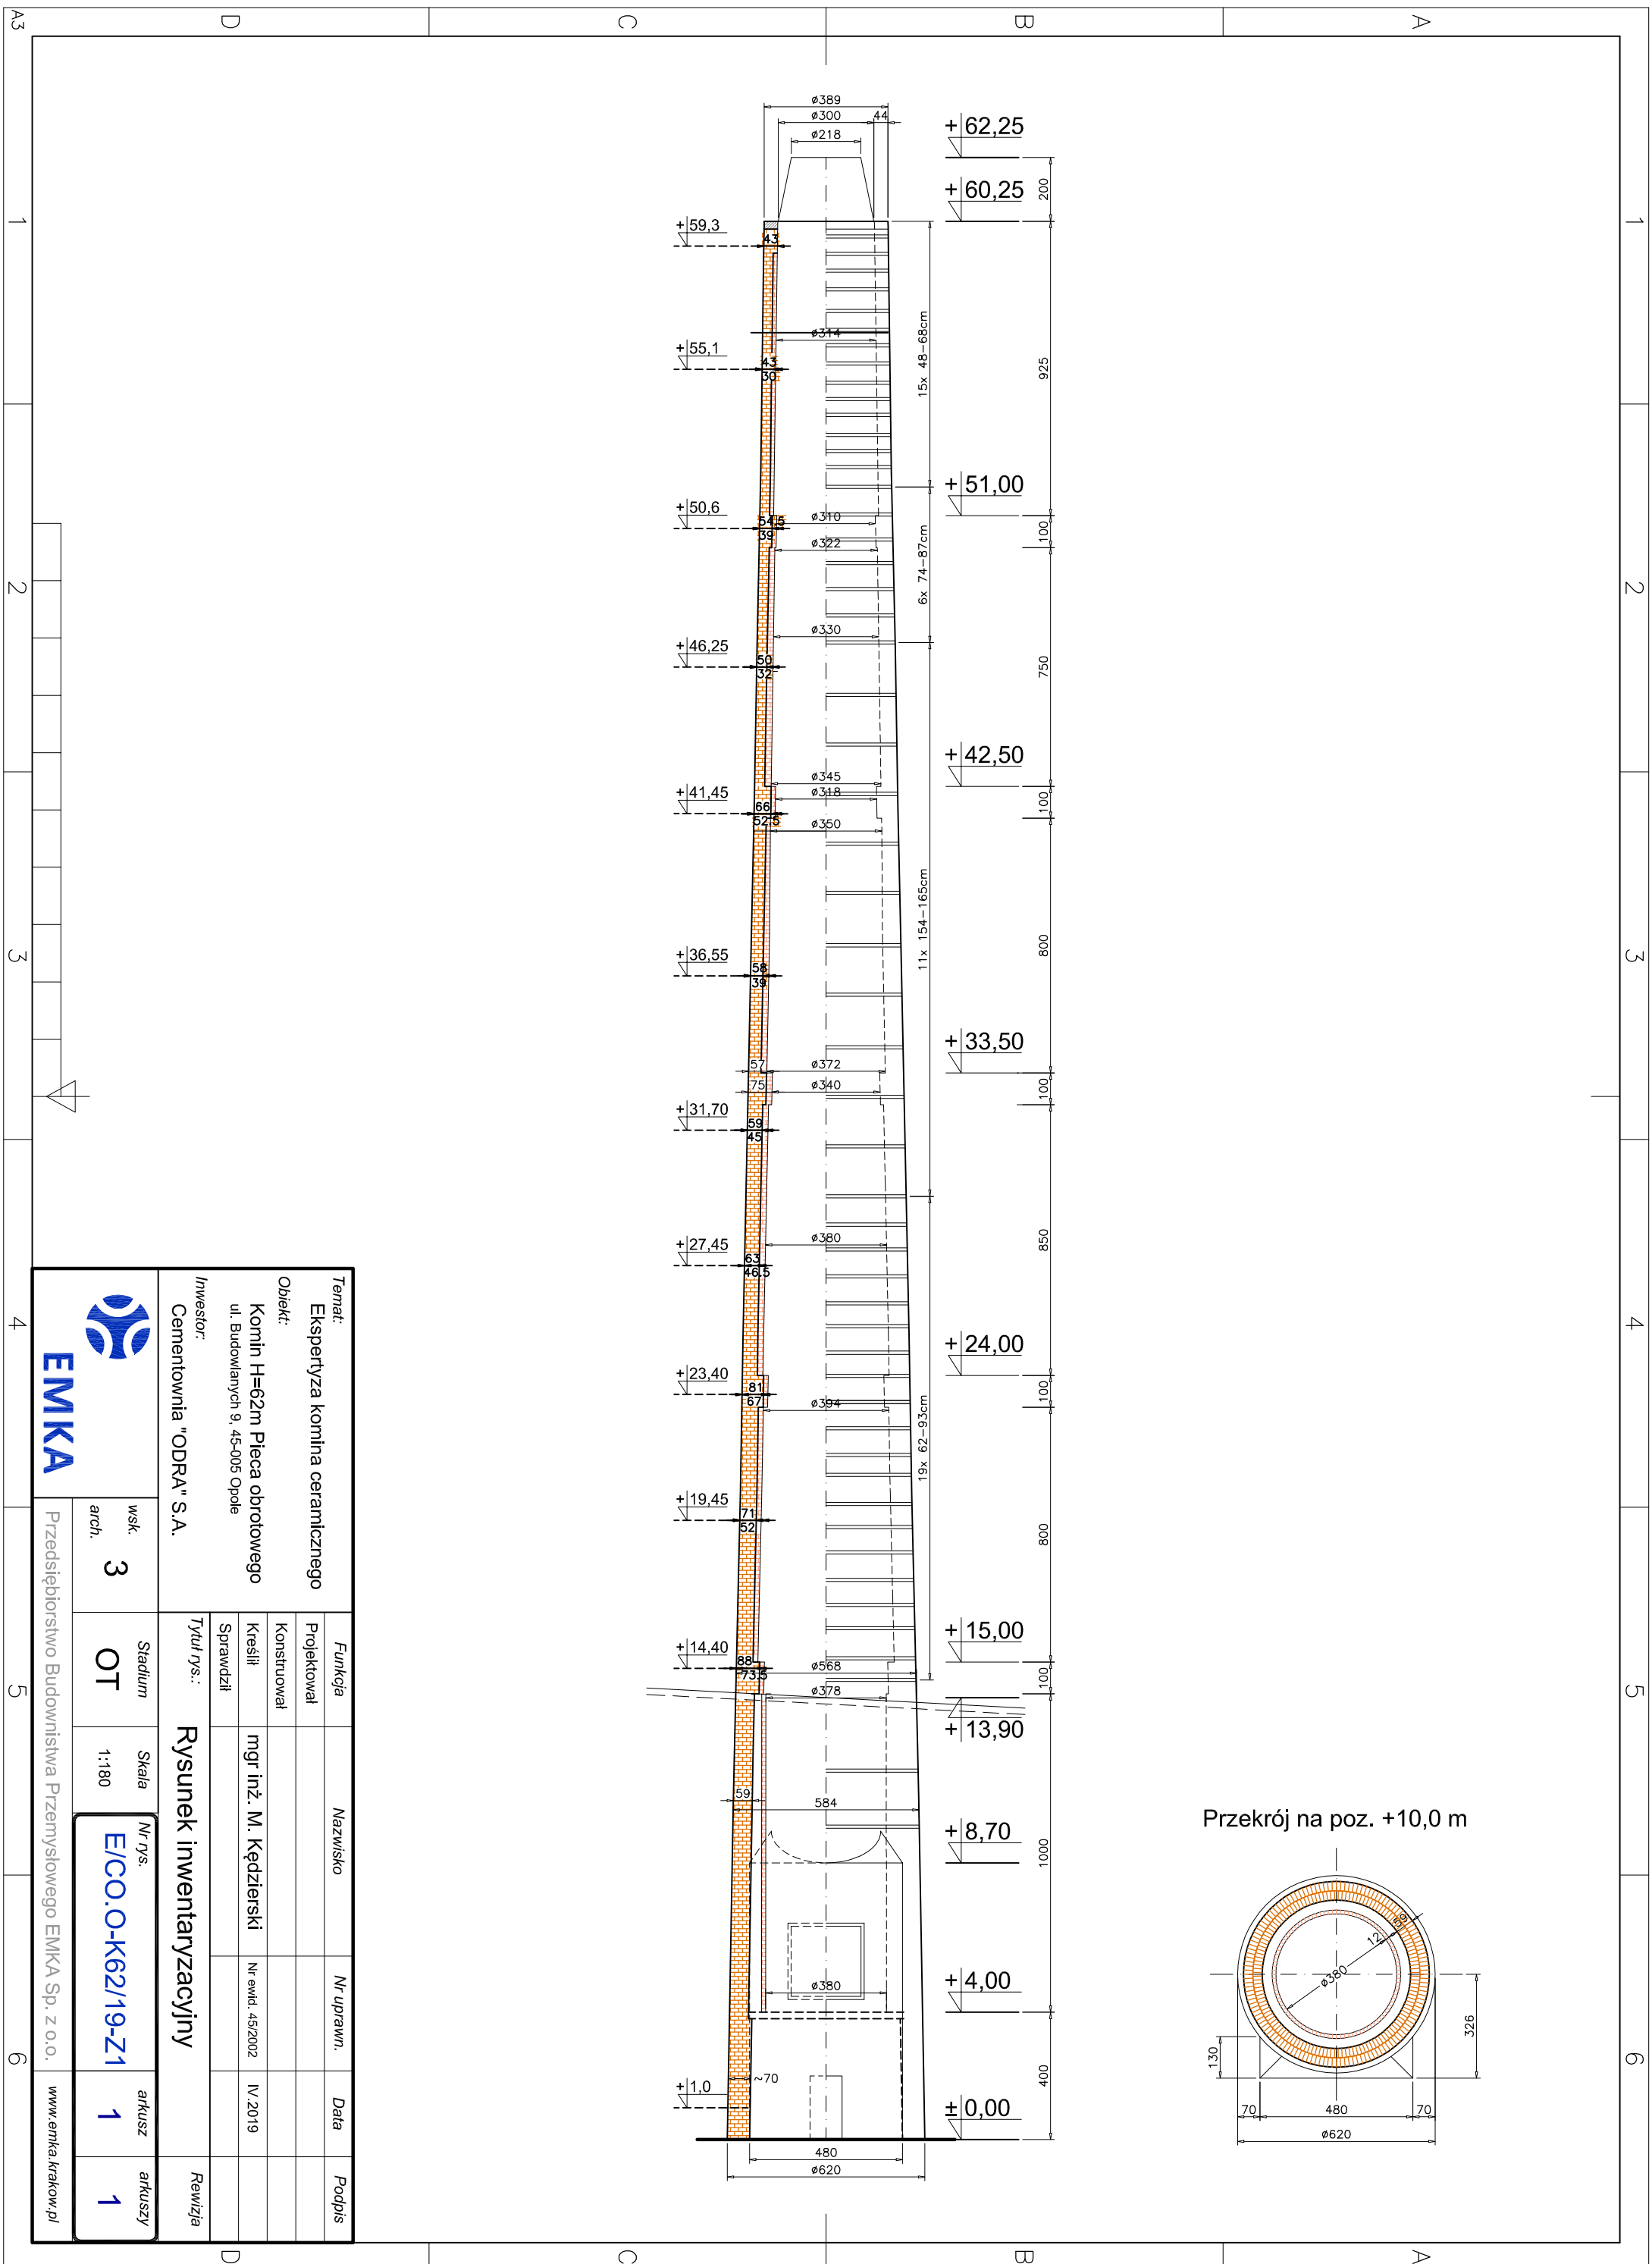 A3
D
C
B
A
1
2
3
4
5
6
1
2
3
4
5
6
D
C
B
A
ø389
ø300
44
ø218
+62,25
+60,25
+51,00
+42,50
+33,50
+24,00
+15,00
+13,90
+8,70
+4,00
±0,00
200
925
100
750
100
800
100
850
100
800
100
1000
400
15x 48-68cm
6x 74-87cm
11x 154-165cm
19x 62-93cm
+59,3
43
ø314
+55,1
43
30
+50,6
54,5
39
ø310
ø322
ø330
+46,25
50
32
ø345
+41,45
66
52,5
ø318
ø350
+36,55
58
39
57
ø372
75
ø340
+31,70
59
45
ø380
+27,45
63
46,5
+23,40
81
67
ø394
+19,45
71
52
+14,40
88
73,5
ø568
ø378
59
584
ø380
~70
+1,0
480
ø620
Przekrój na poz. +10,0 m
59
12
ø380
326
130
70
480
70
ø620
Temat:
Ekspertyza komina ceramicznego
Obiekt:
Komin H=62m Pieca obrotowego
ul. Budowlanych 9, 45-005 Opole
Inwestor:
Cementownia "ODRA" S.A.
Funkcja
Nazwisko
Nr uprawn.
Data
Podpis
Projektował
Konstruował
Kreślił
mgr inż. M. Kędzierski
Nr ewid. 45/2002
IV.2019
Sprawdził
Tytuł rys.:
Rysunek inwentaryzacyjny
Rewizja
EMKA
wsk.
arch.
3
Stadium
OT
Skala
1:180
Nr rys.
E/CO.O-K62/19-Z1
arkusz
1
arkuszy
1
Przedsiębiorstwo Budownictwa Przemysłowego EMKA Sp. z o.o.
www.emka.krakow.pl